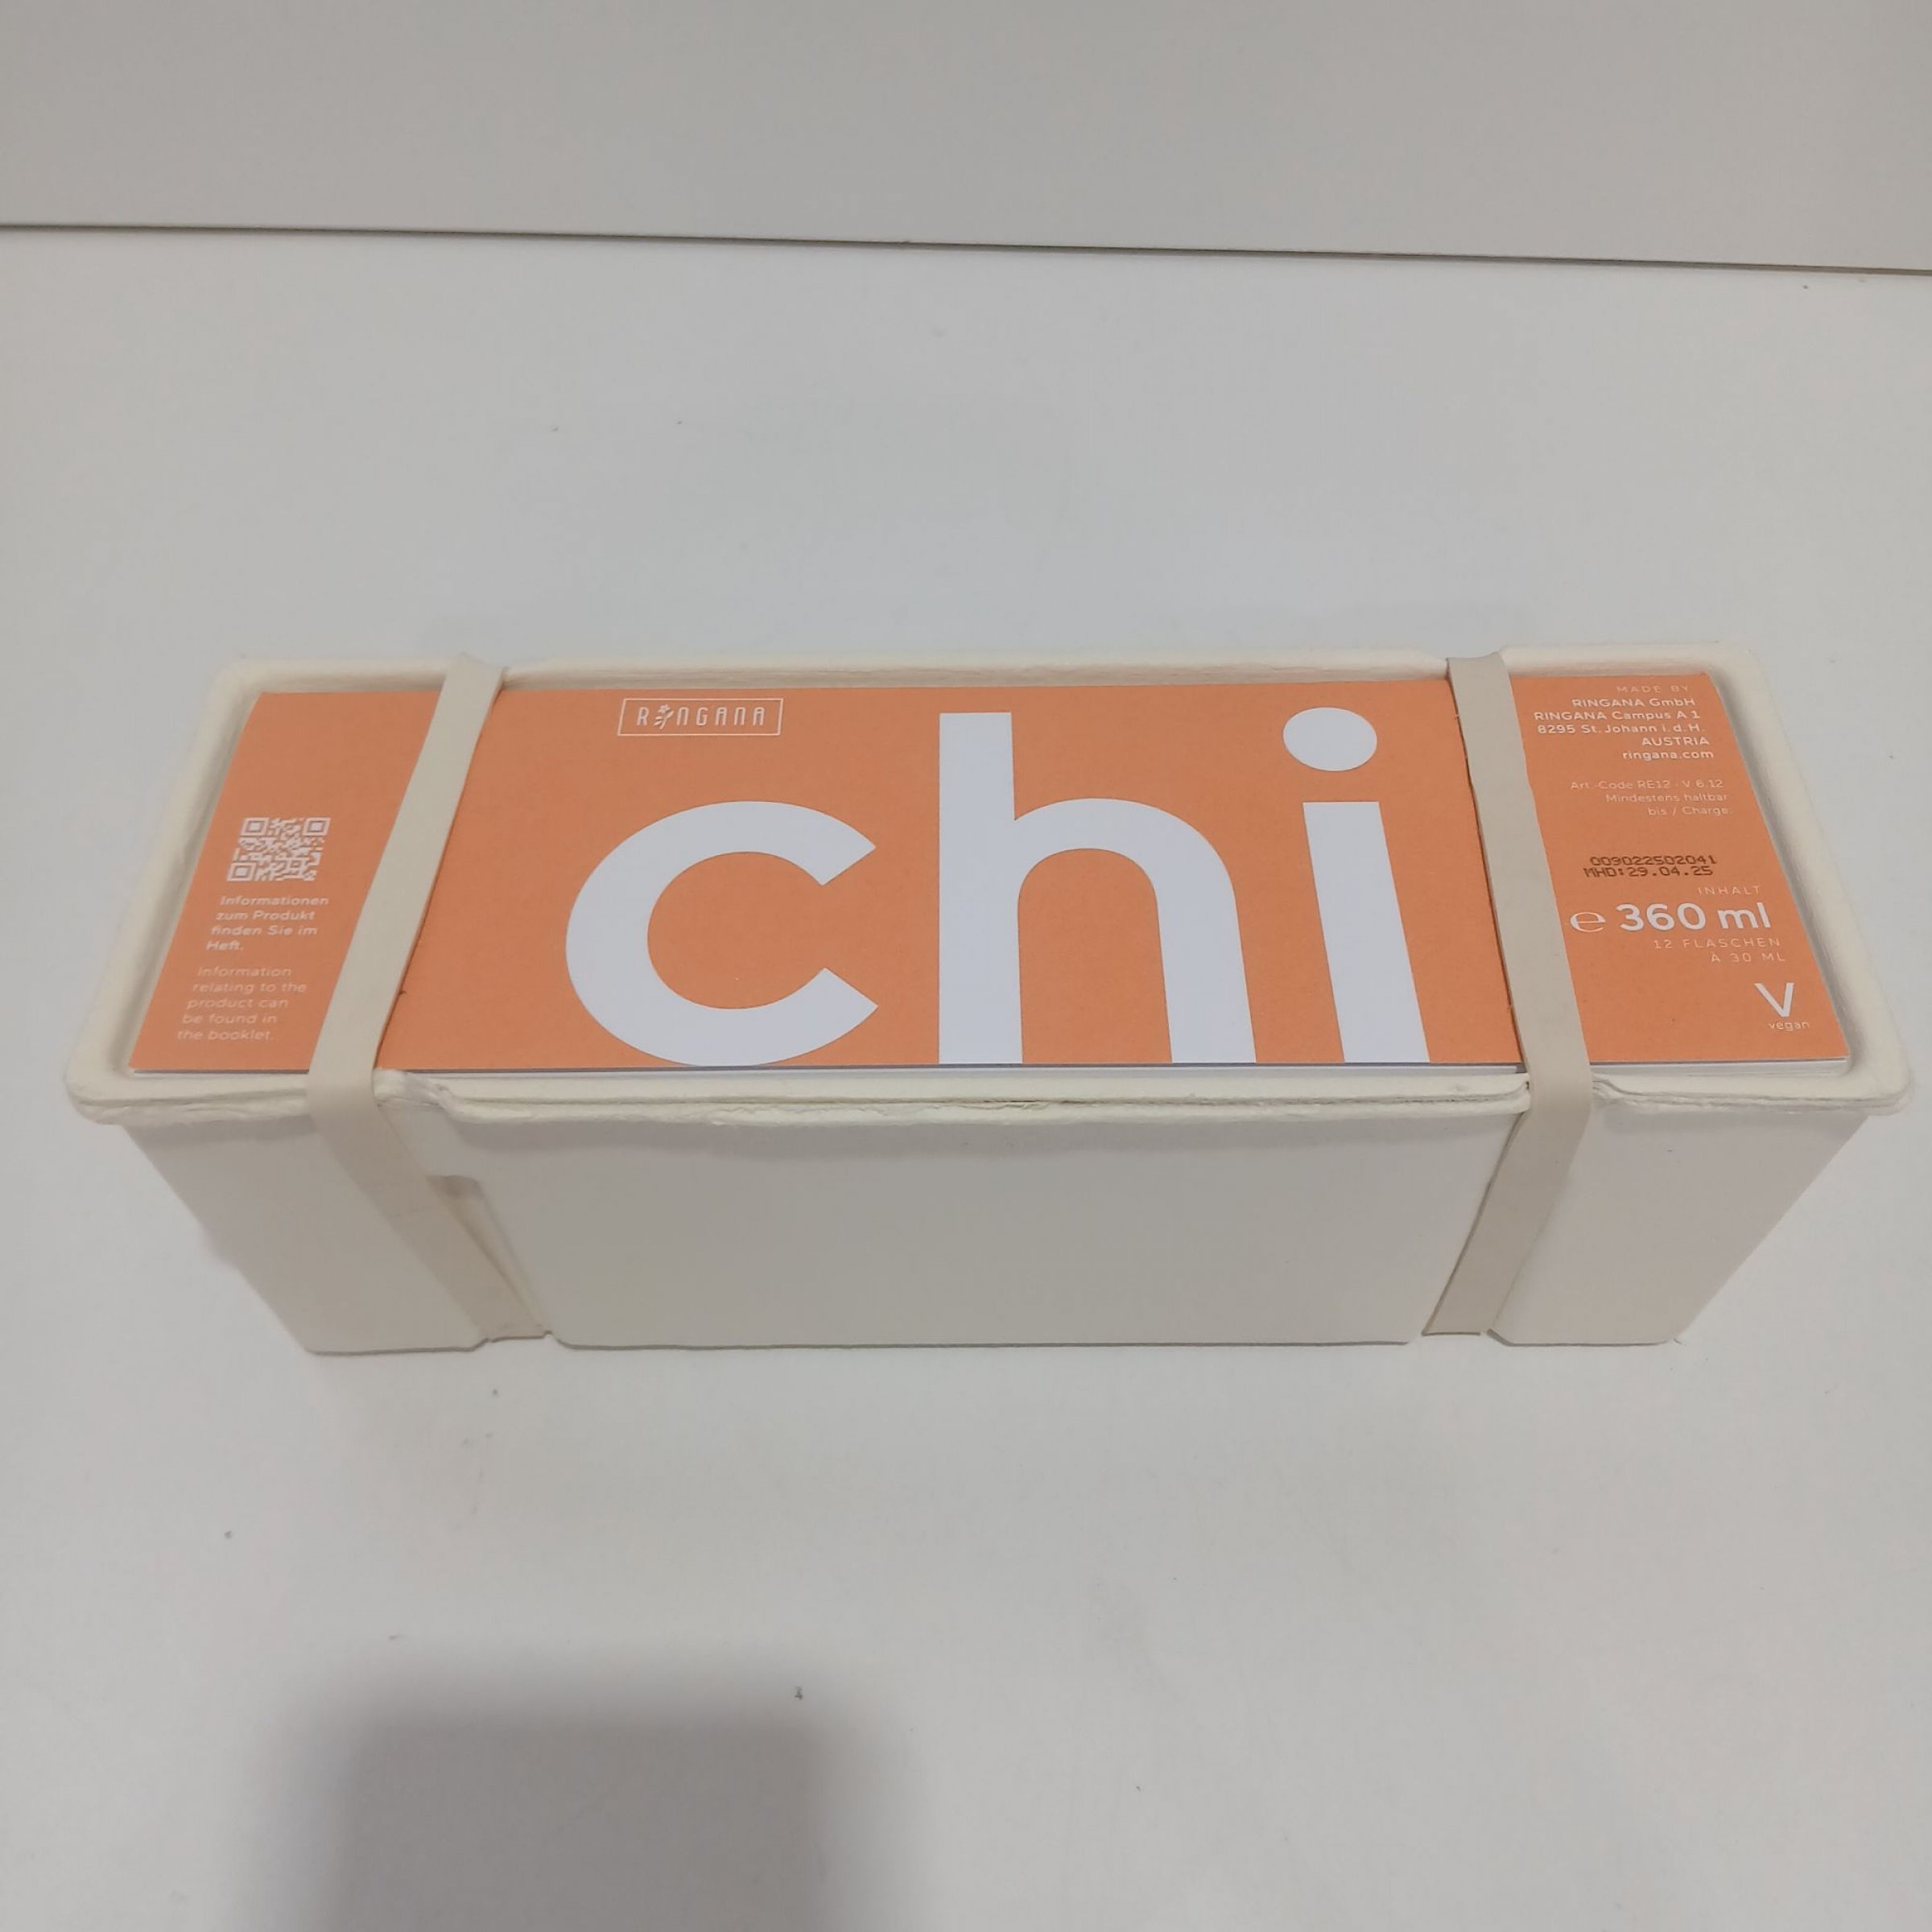 RINGANA
chi
Informationen
zum Produkt
finden Sie im
Heft.
Information
relating to the
product can
be found in
the booklet.
MADE BY
RINGANA GmbH
RINGANA Campus A 1
8295 St. Johann i. d. H.
AUSTRIA
ringana.com
Art.-Code RE12 - V 6.12
Mindestens haltbar
bis / Charge:
009022502041
MHD:29.04.25
INHALT
℮ 360 ml
12 FLASCHEN
À 30 ML
V
vegan